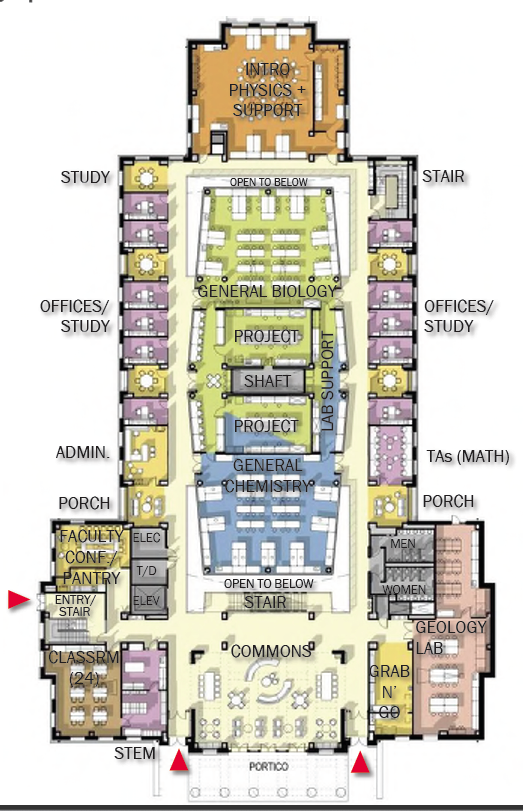 INTRO
PHYSICS +
SUPPORT
STUDY
OPEN TO BELOW
STAIR
GENERAL BIOLOGY
OFFICES/
STUDY
OFFICES/
STUDY
PROJECT
SHAFT
LAB SUPPORT
PROJECT
ADMIN.
GENERAL
CHEMISTRY
TAs (MATH)
PORCH
PORCH
FACULTY
CONF./
PANTRY
ELEC
T/D
ELEV
MEN
WOMEN
OPEN TO BELOW
STAIR
ENTRY/
STAIR
GEOLOGY
LAB
CLASSRM
(24)
COMMONS
GRAB
N'
GO
STEM
PORTICO